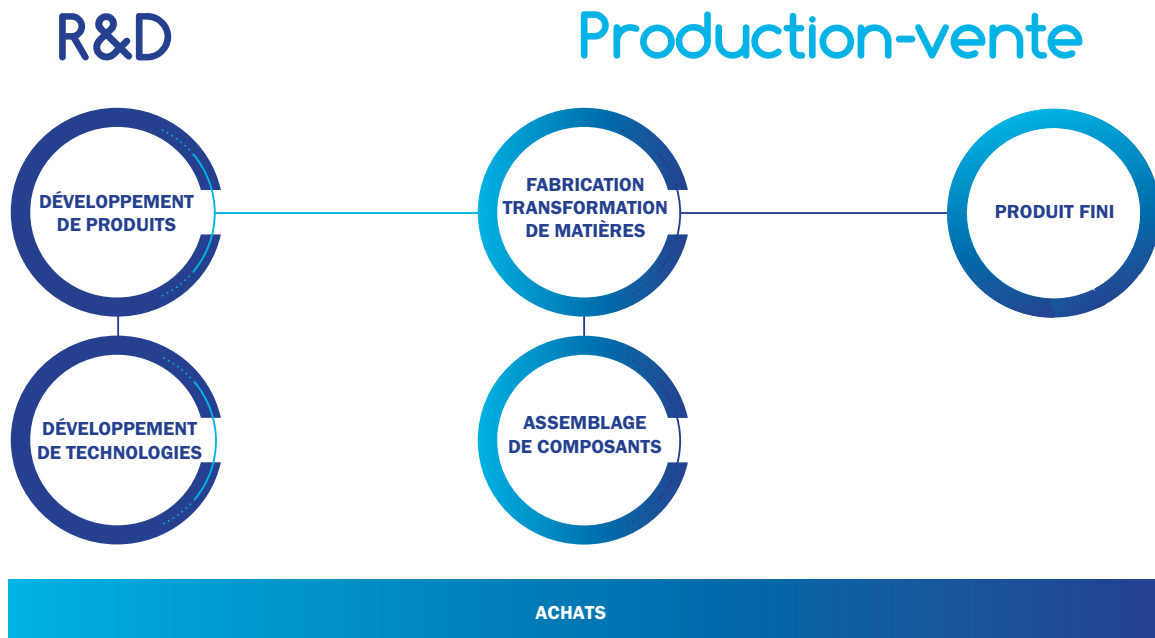 R&D
Production-vente
DÉVELOPPEMENT
DE PRODUITS
FABRICATION
TRANSFORMATION
DE MATIÈRES
PRODUIT FINI
DÉVELOPPEMENT
DE TECHNOLOGIES
ASSEMBLAGE
DE COMPOSANTS
ACHATS